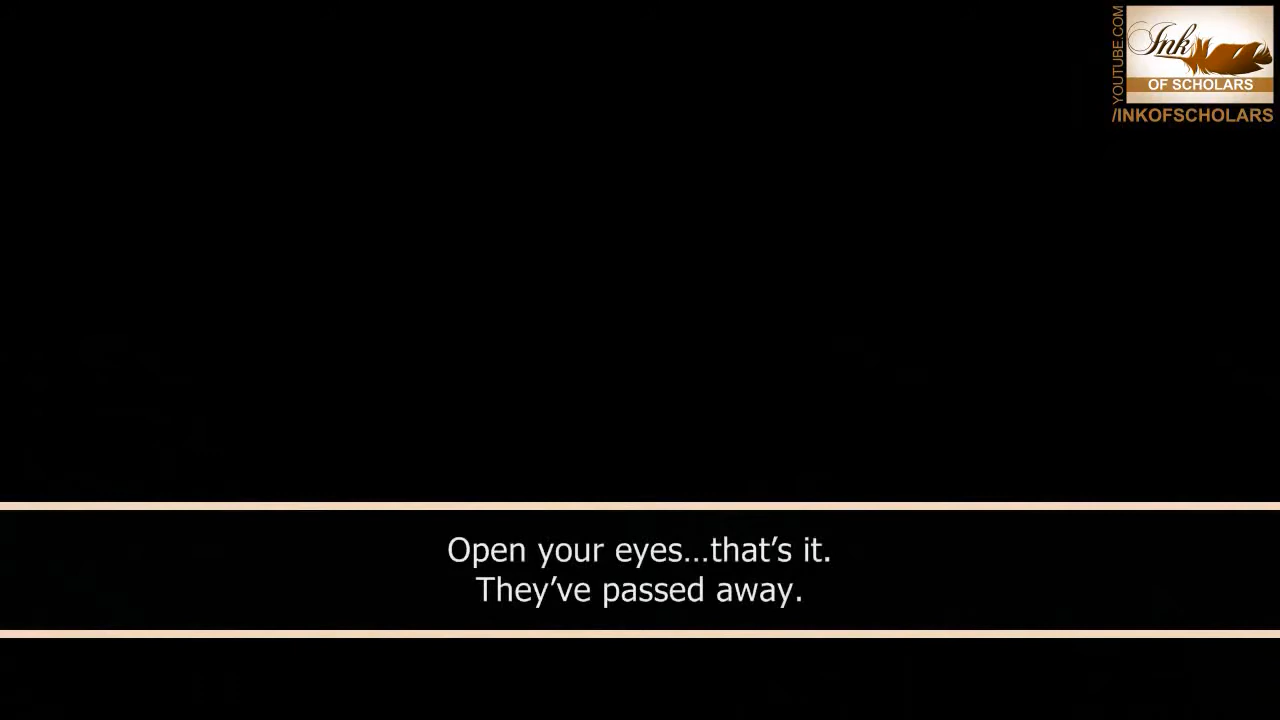 YOUTUBE.COM
Ink
OF SCHOLARS
/INKOFSCHOLARS
Open your eyes…that’s it.
They’ve passed away.